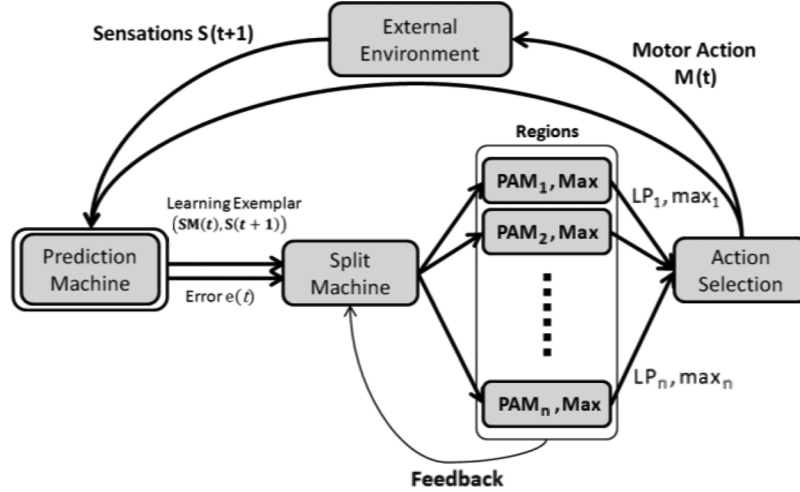 Sensations S(t+1)
External
Environment
Motor Action
M(t)
Regions
Learning Exemplar
(SM(t), S(t + 1))
PAM₁, Max
LP₁, max₁
PAM₂, Max
Prediction
Machine
Split
Machine
Action
Selection
Error e(t)
LPₙ, maxₙ
PAMₙ, Max
Feedback